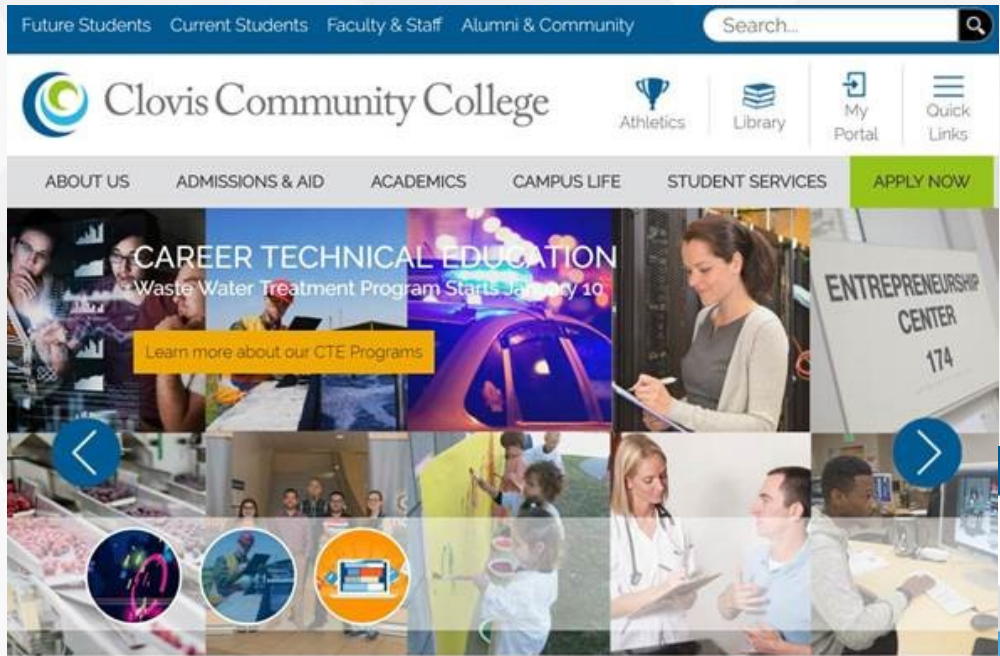 Future Students Current Students Faculty & Staff Alumni & Community Search...
Clovis Community College
Athletics
Library
My
Portal
Quick
Links
ABOUT US ADMISSIONS & AID ACADEMICS CAMPUS LIFE STUDENT SERVICES APPLY NOW
CAREER TECHNICAL EDUCATION
Waste Water Treatment Program Starts January 10
Learn more about our CTE Programs
ENTREPRENEURSHIP
CENTER
174